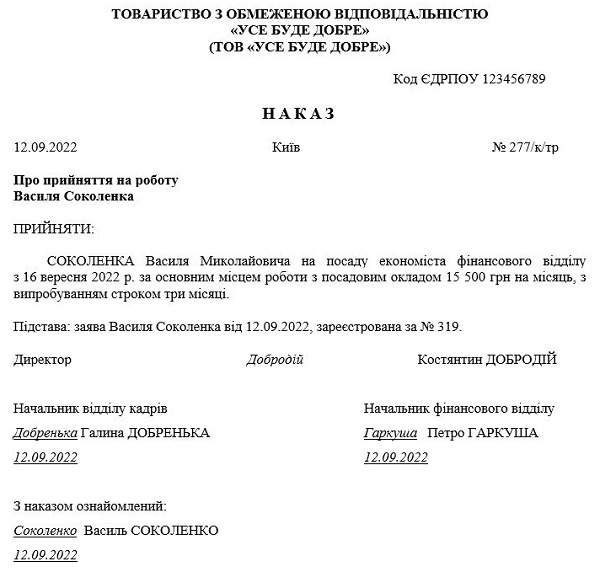 ТОВАРИСТВО З ОБМЕЖЕНОЮ ВІДПОВІДАЛЬНІСТЮ
«УСЕ БУДЕ ДОБРЕ»
(ТОВ «УСЕ БУДЕ ДОБРЕ»)
Код ЄДРПОУ 123456789
Н А К А З
12.09.2022 Київ № 277/к/тр
Про прийняття на роботу
Василя Соколенка
ПРИЙНЯТИ:
СОКОЛЕНКА Василя Миколайовича на посаду економіста фінансового відділу
з 16 вересня 2022 р. за основним місцем роботи з посадовим окладом 15 500 грн на місяць, з
випробуванням строком три місяці.
Підстава: заява Василя Соколенка від 12.09.2022, зареєстрована за № 319.
Директор Добродій Костянтин ДОБРОДІЙ
Начальник відділу кадрів Начальник фінансового відділу
Добренька Галина ДОБРЕНЬКА Гаркуша Петро ГАРКУША
12.09.2022 12.09.2022
З наказом ознайомлений:
Соколенко Василь СОКОЛЕНКО
12.09.2022